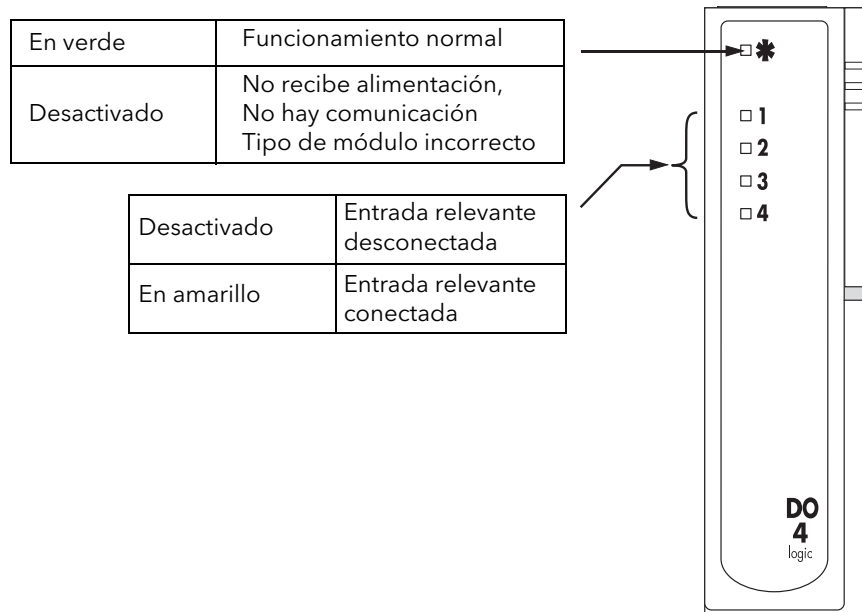 En verde
Funcionamiento normal
Desactivado
No recibe alimentación,
No hay comunicación
Tipo de módulo incorrecto
Desactivado
Entrada relevante
desconectada
En amarillo
Entrada relevante
conectada
✱
1
2
3
4
DO
4
logic